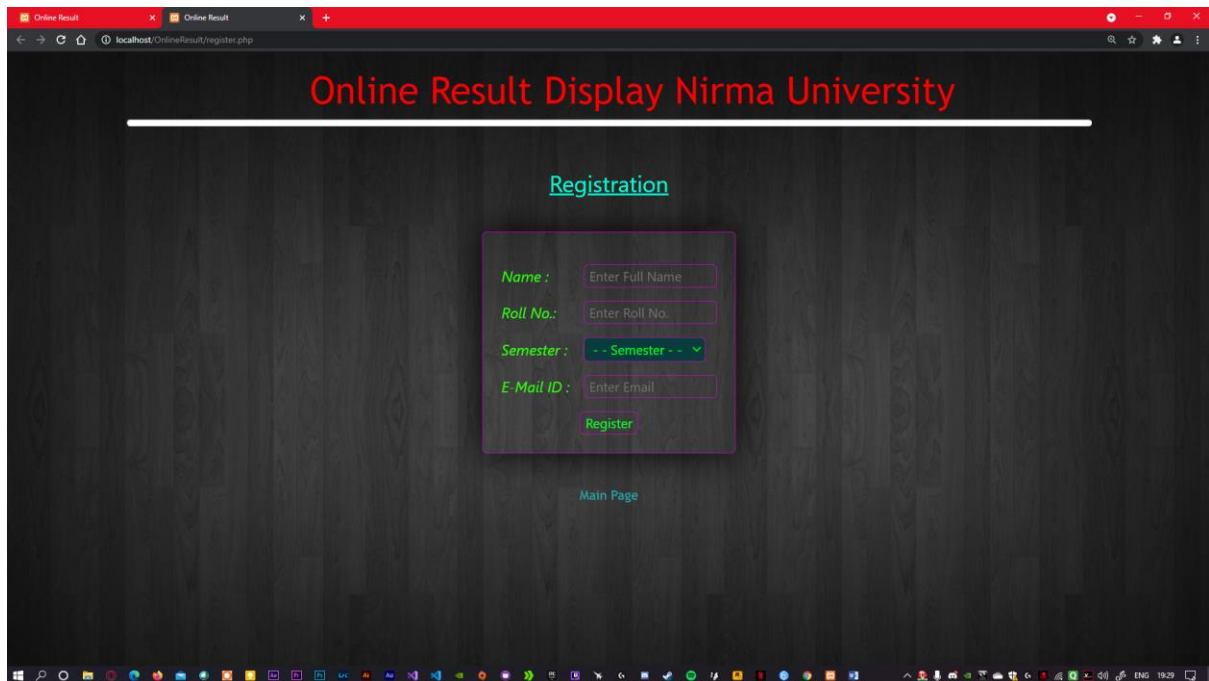 Online Result
Online Result
localhost/OnlineResult/register.php
Online Result Display Nirma University
Registration
Name :
Enter Full Name
Roll No.:
Enter Roll No.
Semester :
- - Semester - -
E-Mail ID :
Enter Email
Register
Main Page
ENG 19:29